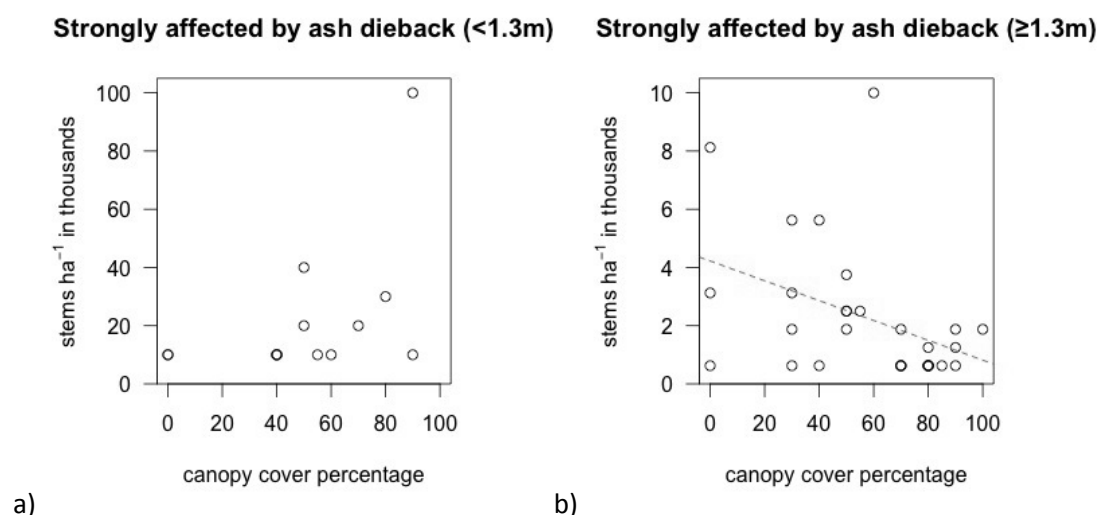 Strongly affected by ash dieback (<1.3m)
stems ha⁻¹ in thousands
100
80
60
40
20
0
0 20 40 60 80 100
canopy cover percentage
a)
Strongly affected by ash dieback (≥1.3m)
stems ha⁻¹ in thousands
10
8
6
4
2
0
0 20 40 60 80 100
canopy cover percentage
b)